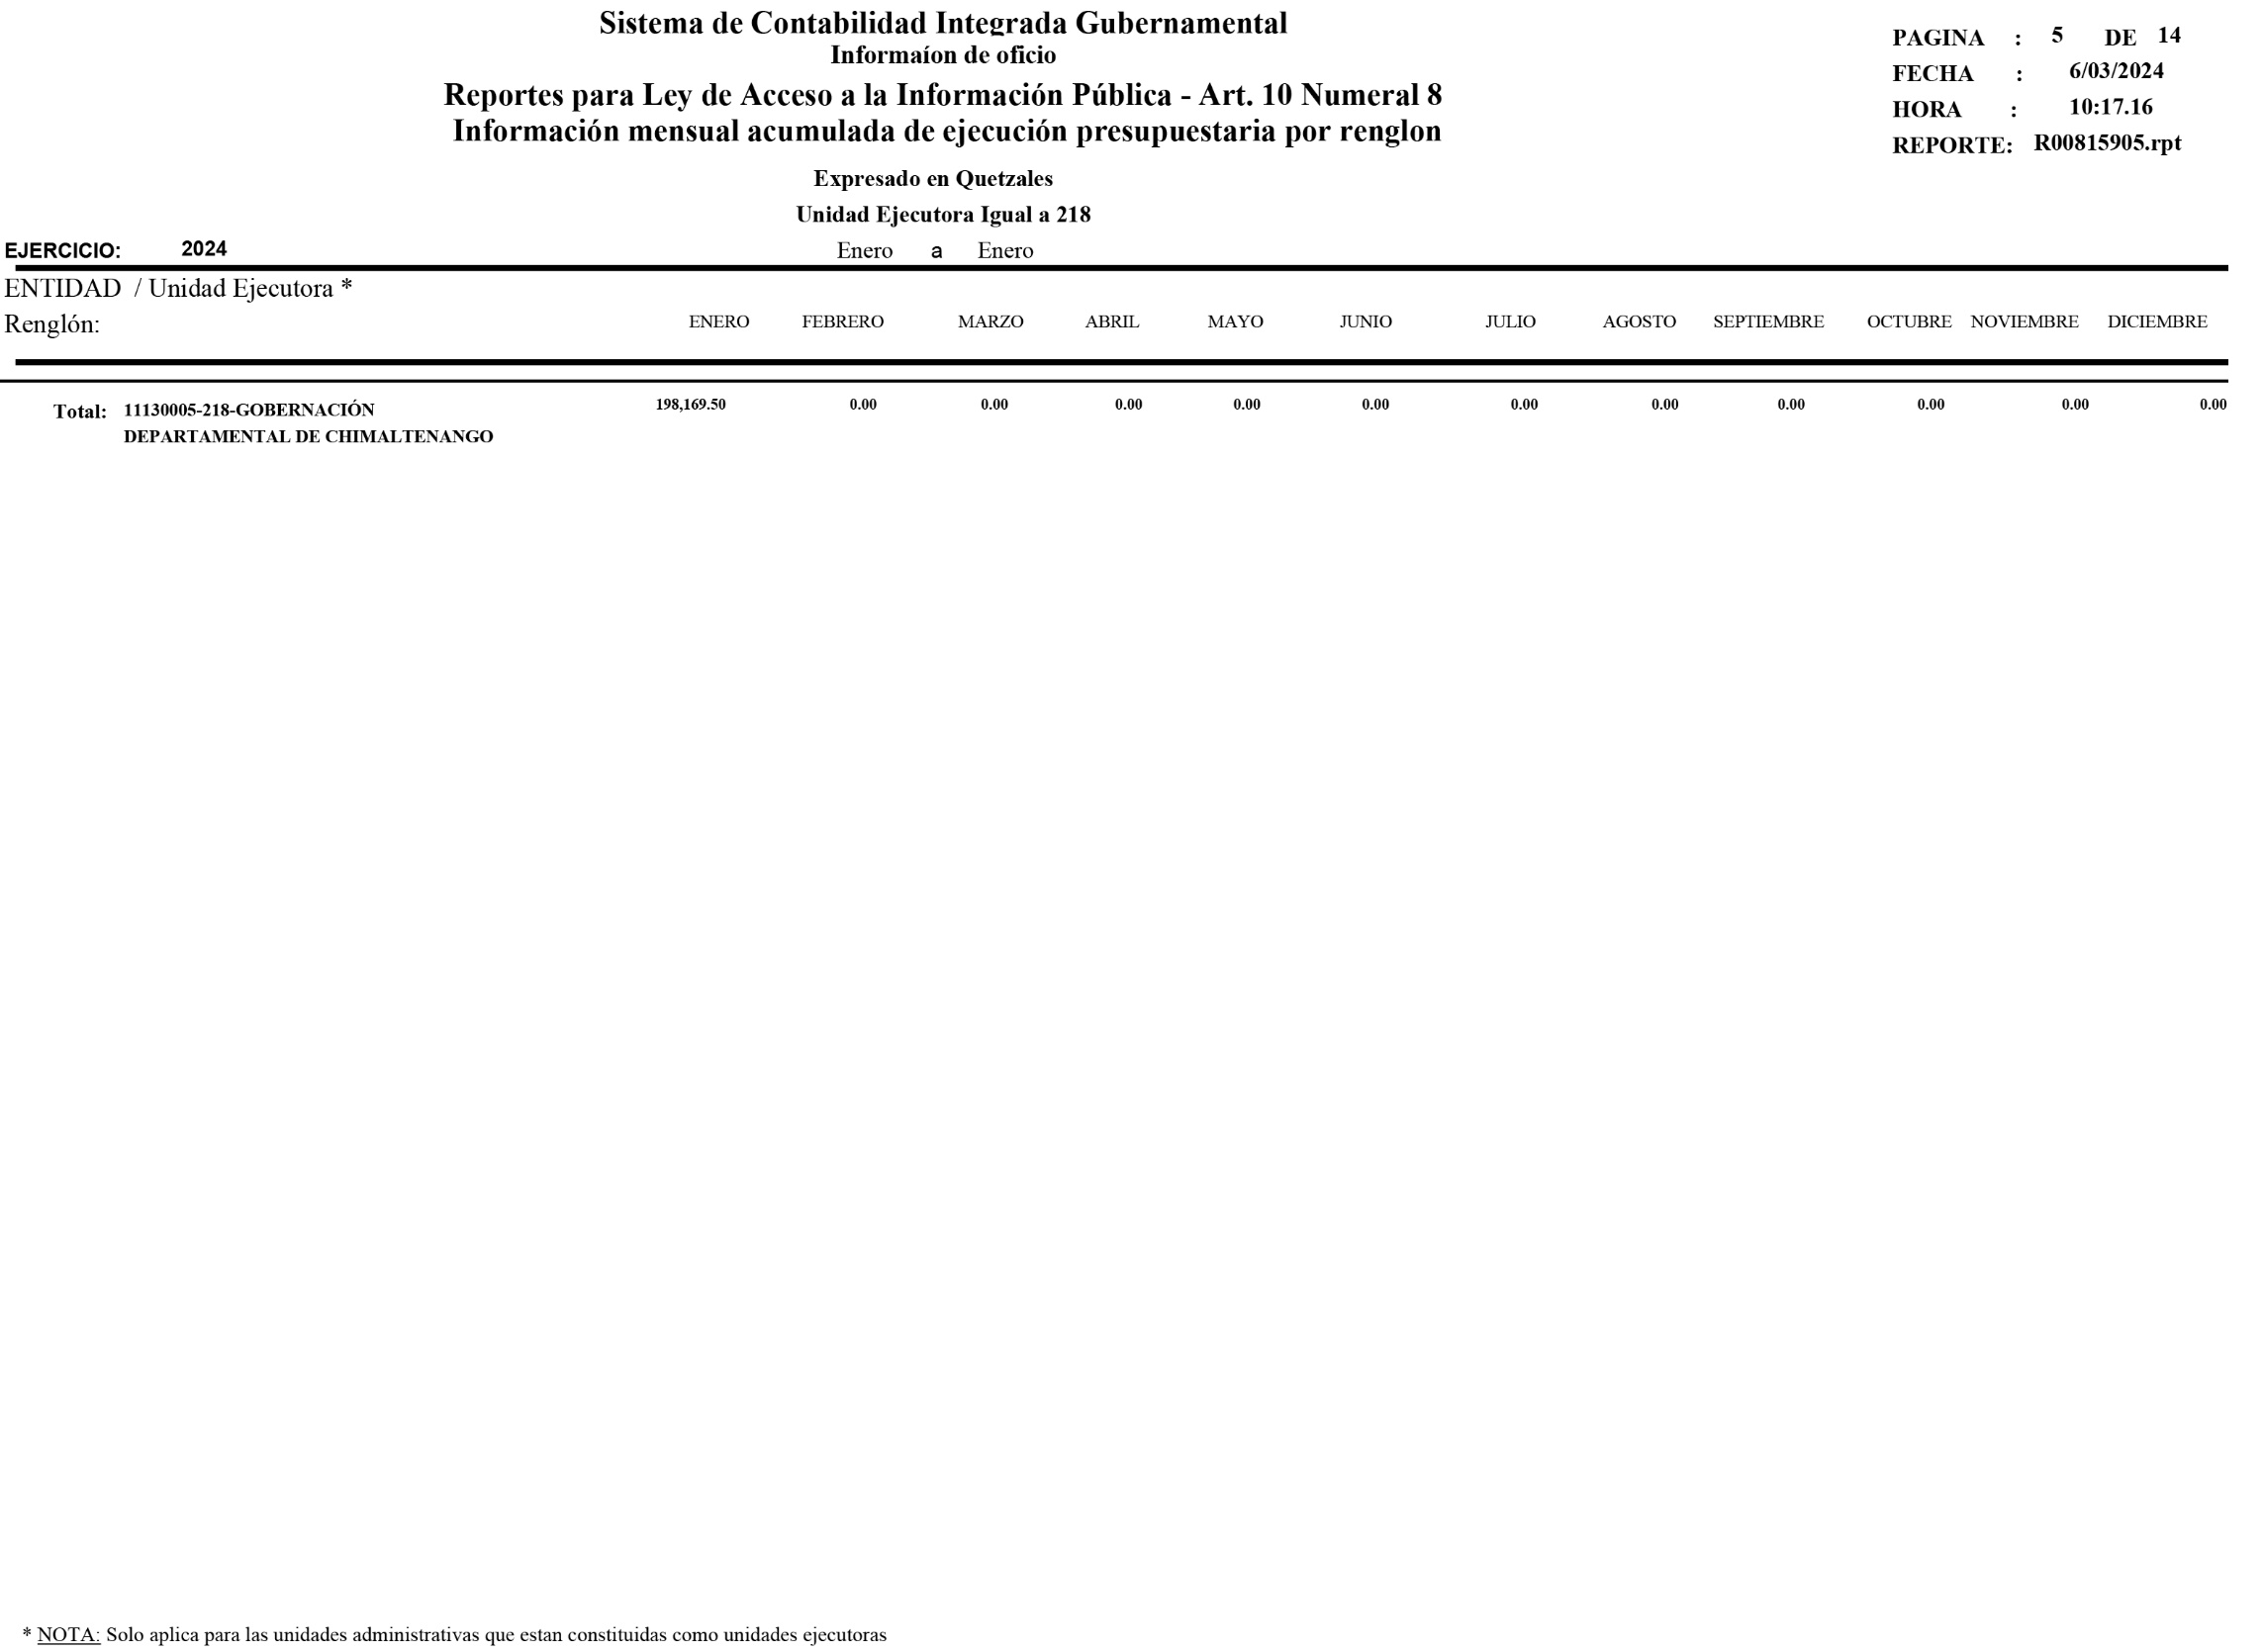 Sistema de Contabilidad Integrada Gubernamental
Informaíon de oficio
Reportes para Ley de Acceso a la Información Pública - Art. 10 Numeral 8
Información mensual acumulada de ejecución presupuestaria por renglon
Expresado en Quetzales
Unidad Ejecutora Igual a 218
PAGINA : 5 DE 14
FECHA : 6/03/2024
HORA : 10:17.16
REPORTE: R00815905.rpt
EJERCICIO: 2024 Enero a Enero
ENTIDAD / Unidad Ejecutora *
Renglón: ENERO FEBRERO MARZO ABRIL MAYO JUNIO JULIO AGOSTO SEPTIEMBRE OCTUBRE NOVIEMBRE DICIEMBRE
Total: 11130005-218-GOBERNACIÓN 198,169.50 0.00 0.00 0.00 0.00 0.00 0.00 0.00 0.00 0.00 0.00 0.00
DEPARTAMENTAL DE CHIMALTENANGO
* NOTA: Solo aplica para las unidades administrativas que estan constituidas como unidades ejecutoras